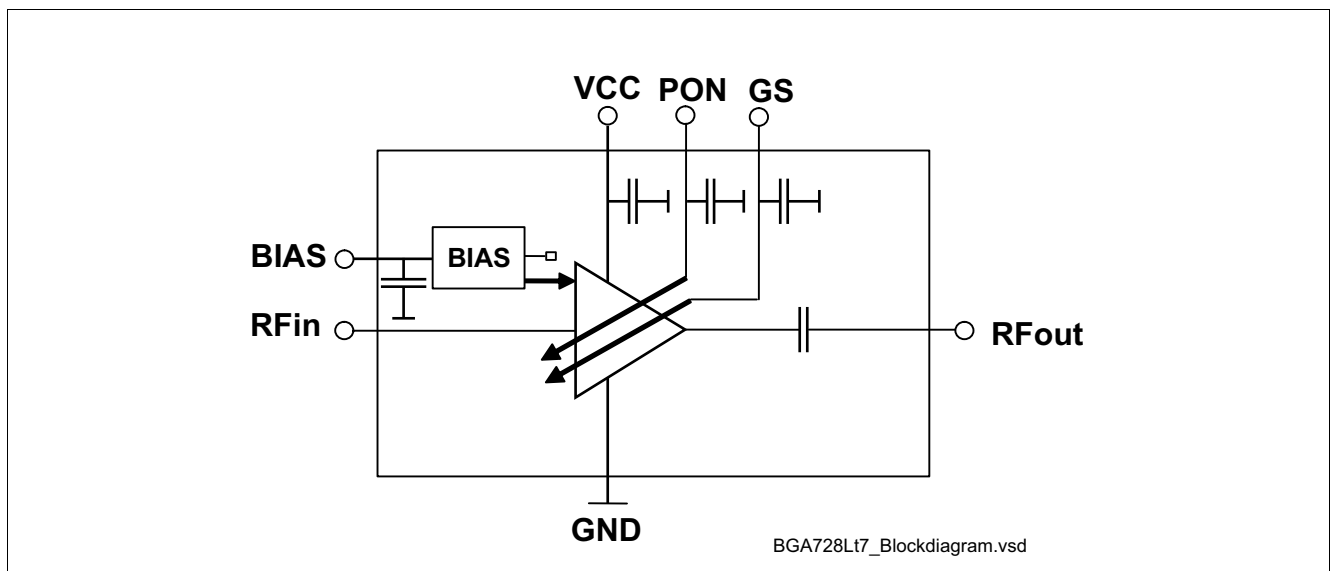 VCC PON GS
BIAS
BIAS
RFin
RFout
GND
BGA728Lt7_Blockdiagram.vsd